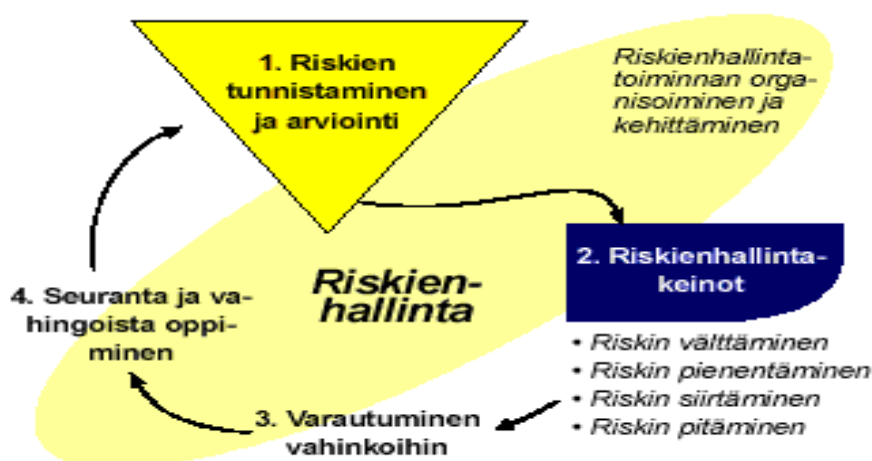 1. Riskien
tunnistaminen
ja arviointi
Riskienhallinta-
toiminnan orga-
nisoiminen ja
kehittäminen
2. Riskienhallinta-
keinot
• Riskin välttäminen
• Riskin pienentäminen
• Riskin siirtäminen
• Riskin pitäminen
Riskien-
hallinta
3. Varautuminen
vahinkoihin
4. Seuranta ja va-
hingoista oppi-
minen